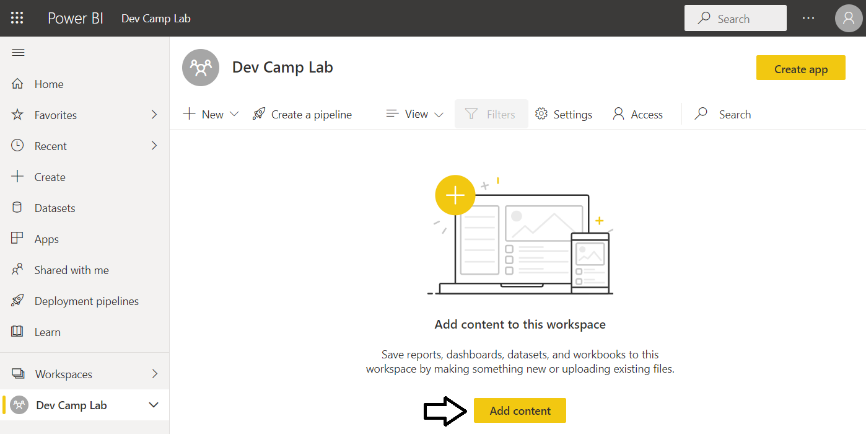 Power BI Dev Camp Lab Search
Home
Favorites
Recent
Create
Datasets
Apps
Shared with me
Deployment pipelines
Learn
Workspaces
Dev Camp Lab
Dev Camp Lab
Create app
New Create a pipeline View Filters Settings Access Search
Add content to this workspace
Save reports, dashboards, datasets, and workbooks to this
workspace by making something new or uploading existing files.
Add content